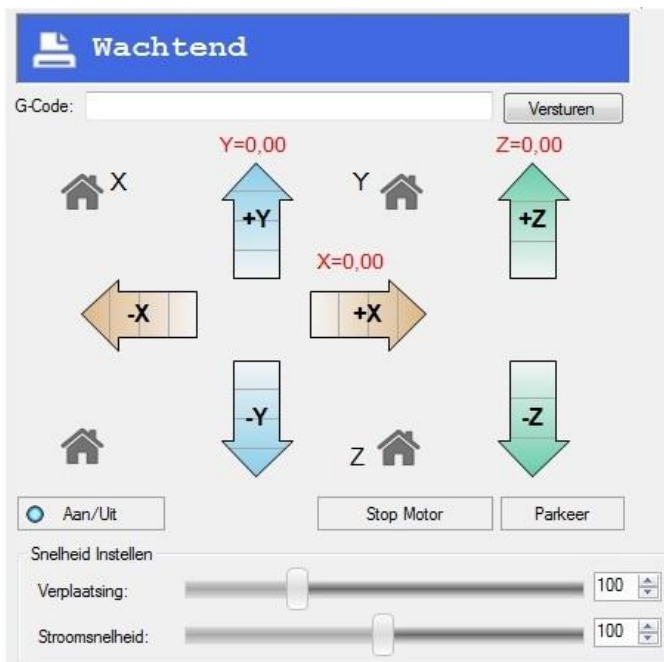 Wachtend
G-Code: Versturen
Y=0,00 Z=0,00
X Y
+Y +Z
X=0,00
-X +X
-Y -Z
Z
Aan/Uit Stop Motor Parkeer
Snelheid Instellen
Verplaatsing: 100
Stroomsnelheid: 100